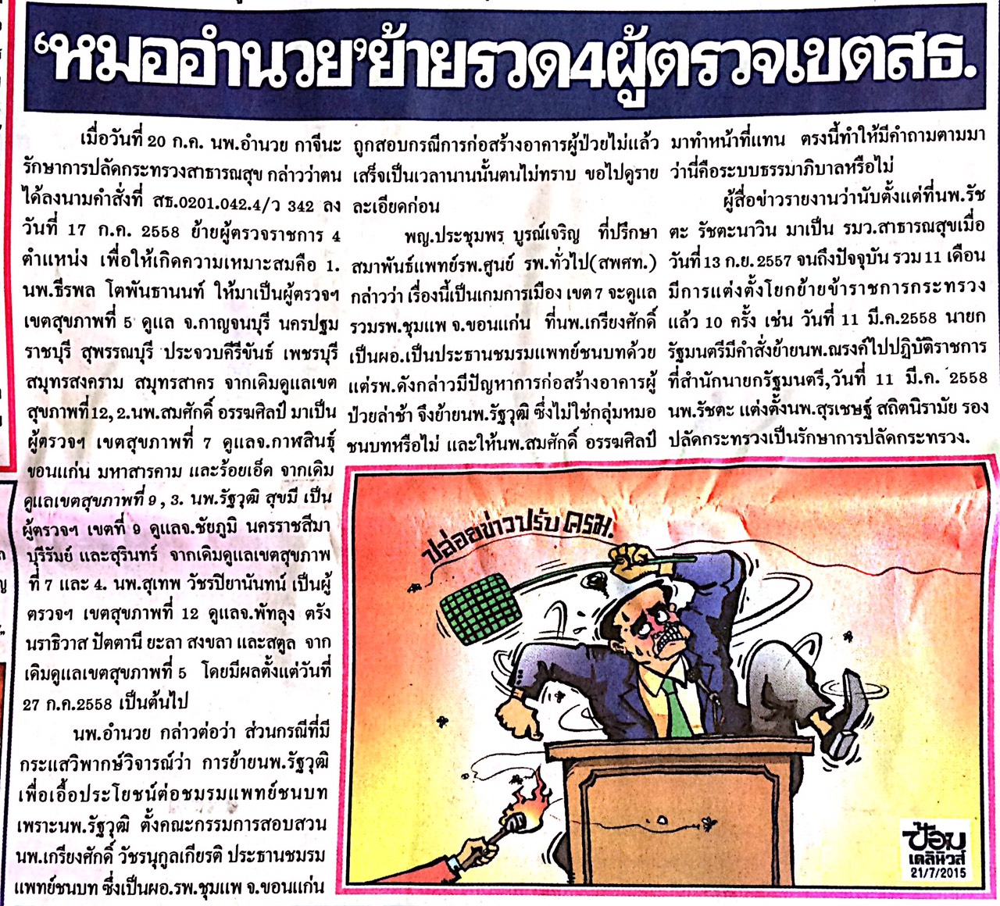 ‘หมออำนวย’ย้ายรวด4ผู้ตรวจเขตสธ.
เมื่อวันที่ 20 ก.ค. นพ.อำนวย กาจีนะ
รักษาการปลัดกระทรวงสาธารณสุข กล่าวว่าตน
ได้ลงนามคำสั่งที่ สธ.0201.042.4/ว 342 ลง
วันที่ 17 ก.ค. 2558 ย้ายผู้ตรวจราชการ 4
ตำแหน่ง เพื่อให้เกิดความเหมาะสมคือ 1.
นพ.ธีรพล โตพันธานนท์ ให้มาเป็นผู้ตรวจฯ
เขตสุขภาพที่ 5 ดูแล จ.กาญจนบุรี นครปฐม
ราชบุรี สุพรรณบุรี ประจวบคีรีขันธ์ เพชรบุรี
สมุทรสงคราม สมุทรสาคร จากเดิมดูแลเขต
สุขภาพที่12, 2.นพ.สมศักดิ์ อรรฆศิลป์ มาเป็น
ผู้ตรวจฯ เขตสุขภาพที่ 7 ดูแลจ.กาฬสินธุ์
ขอนแก่น มหาสารคาม และร้อยเอ็ด จากเดิม
ดูแลเขตสุขภาพที่ 9 , 3. นพ.รัฐวุฒิ สุขมี เป็น
ผู้ตรวจฯ เขตที่ 9 ดูแลจ.ชัยภูมิ นครราชสีมา
บุรีรัมย์ และสุรินทร์ จากเดิมดูแลเขตสุขภาพ
ที่ 7 และ 4. นพ.สุเทพ วัชรปิยานันทน์ เป็นผู้
ตรวจฯ เขตสุขภาพที่ 12 ดูแลจ.พัทลุง ตรัง
นราธิวาส ปัตตานี ยะลา สงขลา และสตูล จาก
เดิมดูแลเขตสุขภาพที่ 5 โดยมีผลตั้งแต่วันที่
27 ก.ค.2558 เป็นต้นไป
นพ.อำนวย กล่าวต่อว่า ส่วนกรณีที่มี
กระแสวิพากษ์วิจารณ์ว่า การย้ายนพ.รัฐวุฒิ
เพื่อเอื้อประโยชน์ต่อชมรมแพทย์ชนบท
เพราะนพ.รัฐวุฒิ ตั้งคณะกรรมการสอบสวน
นพ.เกรียงศักดิ์ วัชรนุกูลเกียรติ ประธานชมรม
แพทย์ชนบท ซึ่งเป็นผอ.รพ.ชุมแพ จ.ขอนแก่น
ถูกสอบกรณีการก่อสร้างอาคารผู้ป่วยไม่แล้ว
เสร็จเป็นเวลานานนั้นตนไม่ทราบ ขอไปดูราย
ละเอียดก่อน
พญ.ประชุมพร บูรณ์เจริญ ที่ปรึกษา
สมาพันธ์แพทย์รพ.ศูนย์ รพ.ทั่วไป(สพศท.)
กล่าวว่า เรื่องนี้เป็นเกมการเมือง เขต 7 จะดูแล
รวมรพ.ชุมแพ จ.ขอนแก่น ที่นพ.เกรียงศักดิ์
เป็นผอ.เป็นประธานชมรมแพทย์ชนบทด้วย
แต่รพ.ดังกล่าวมีปัญหาการก่อสร้างอาคารผู้
ป่วยล่าช้า จึงย้ายนพ.รัฐวุฒิ ซึ่งไม่ใช่กลุ่มหมอ
ชนบทหรือไม่ และให้นพ.สมศักดิ์ อรรฆศิลป์
มาทำหน้าที่แทน ตรงนี้ทำให้มีคำถามตามมา
ว่านี่คือระบบธรรมาภิบาลหรือไม่
ผู้สื่อข่าวรายงานว่านับตั้งแต่ที่นพ.รัช
ตะ รัชตะนาวิน มาเป็น รมว.สาธารณสุขเมื่อ
วันที่ 13 ก.ย.2557 จนถึงปัจจุบัน รวม 11 เดือน
มีการแต่งตั้งโยกย้ายข้าราชการกระทรวง
แล้ว 10 ครั้ง เช่น วันที่ 11 มี.ค.2558 นายก
รัฐมนตรีมีคำสั่งย้ายนพ.ณรงค์ไปปฏิบัติราชการ
ที่สำนักนายกรัฐมนตรี,วันที่ 11 มี.ค. 2558
นพ.รัชตะ แต่งตั้งนพ.สุรเชษฐ์ สถิตนิรามัย รอง
ปลัดกระทรวงเป็นรักษาการปลัดกระทรวง.
ปล่อยข่าวปรับ ครม.
ป้อม
เดลินิวส์
21/7/2015